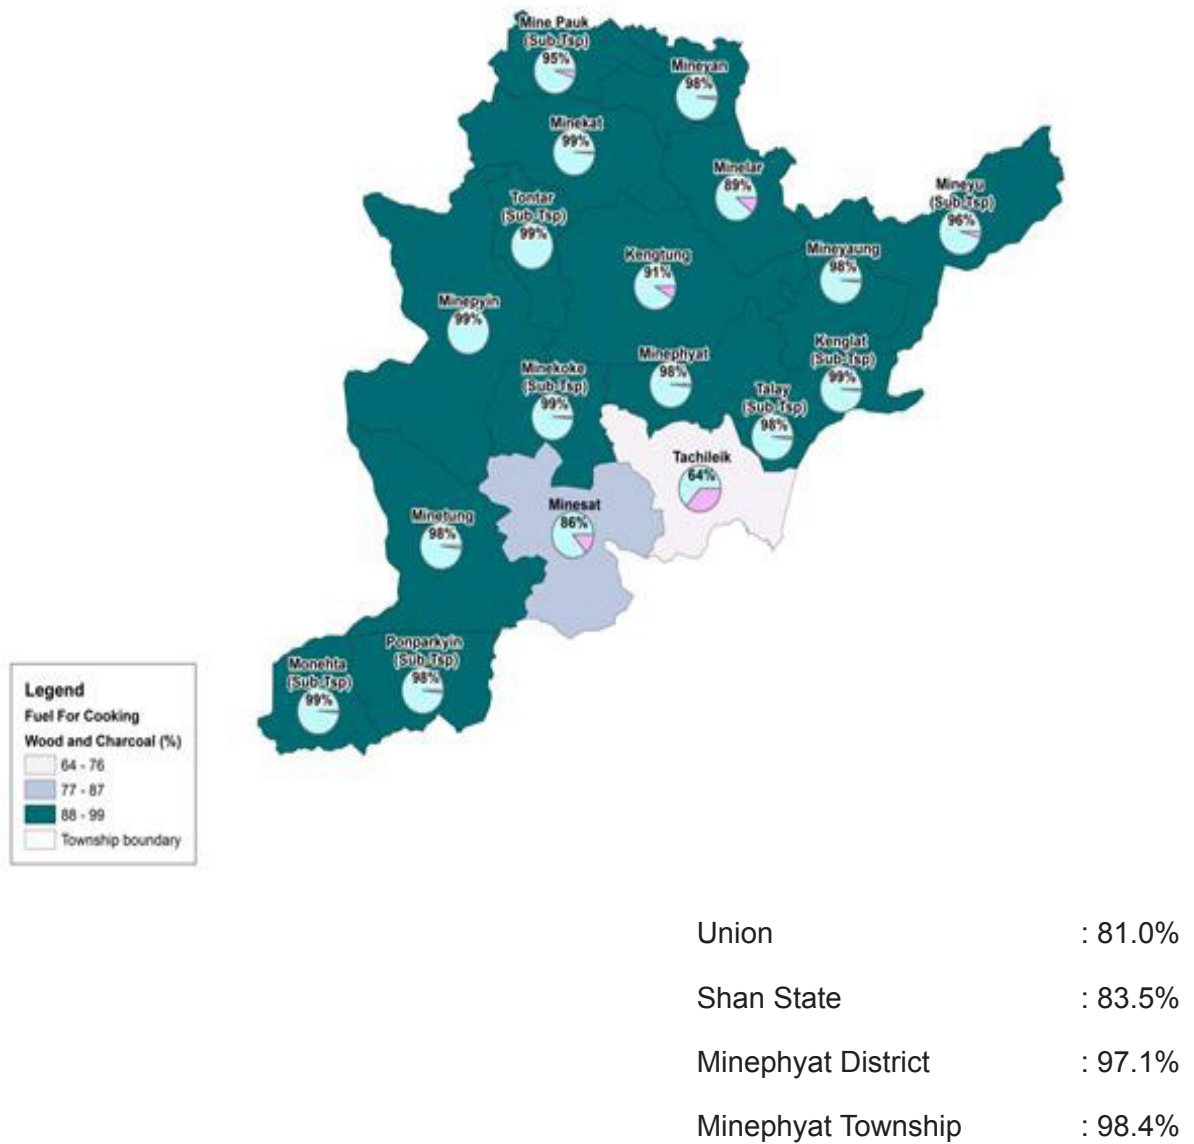 Mine Pauk
(Sub-Tsp)
95%
Mineyan
98%
Minekat
99%
Minelar
89%
Mineyu
(Sub-Tsp)
96%
Tontar
(Sub-Tsp)
99%
Kengtung
91%
Mineyaung
98%
Minepyin
99%
Kenglat
(Sub-Tsp)
99%
Minephyat
98%
Minekoke
(Sub-Tsp)
99%
Talay
(Sub-Tsp)
98%
Tachileik
64%
Minesat
86%
Minetung
98%
Ponparkyin
(Sub-Tsp)
98%
Monehta
(Sub-Tsp)
99%
Legend
Fuel For Cooking
Wood and Charcoal (%)
64 - 76
77 - 87
88 - 99
Township boundary
Union : 81.0%
Shan State : 83.5%
Minephyat District : 97.1%
Minephyat Township : 98.4%